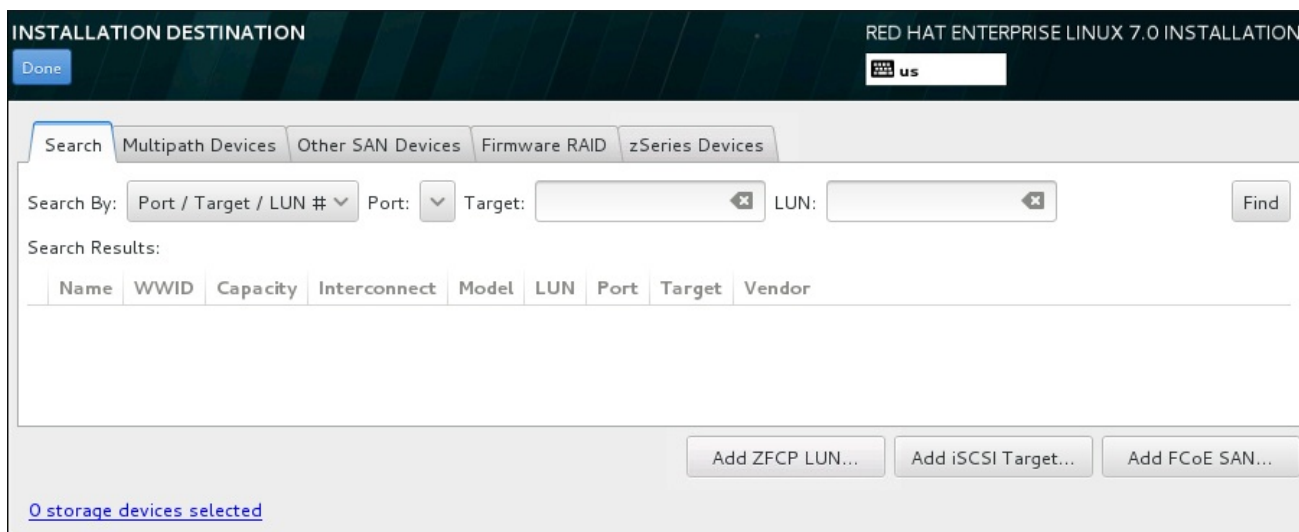 INSTALLATION DESTINATION
RED HAT ENTERPRISE LINUX 7.0 INSTALLATION
Done
us
Search Multipath Devices Other SAN Devices Firmware RAID zSeries Devices
Search By: Port / Target / LUN # Port: Target: LUN: Find
Search Results:
Name WWID Capacity Interconnect Model LUN Port Target Vendor
Add ZFCP LUN... Add iSCSI Target... Add FCoE SAN...
0 storage devices selected